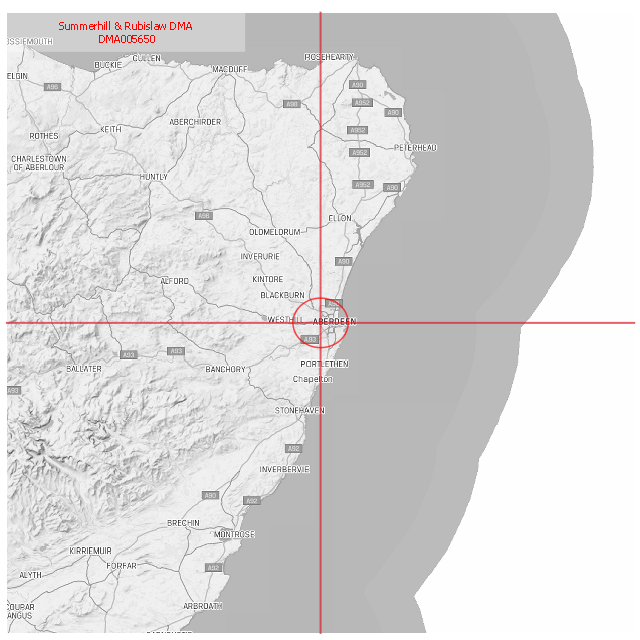 Summerhill & Rubislaw DMA
DMA005650
OSSIEMOUTH
BUCKIE
CULLEN
MACDUFF
ROSEHEARTY
ELGIN
A98
A90
A98
A952
A90
ROTHES
KEITH
ABERCHIRDER
A952
CHARLESTOWN
OF ABERLOUR
A952
PETERHEAD
HUNTLY
A952
A90
A96
ELLON
OLDMELDRUM
INVERURIE
A90
ALFORD
KINTORE
BLACKBURN
WESTHILL
ABERDEEN
A93
A93
A93
BALLATER
BANCHORY
PORTLETHEN
Chapelton
A93
STONEHAVEN
A92
INVERBERVIE
A90
A92
BRECHIN
MONTROSE
KIRRIEMUIR
FORFAR
A92
ALYTH
COUPAR
ANGUS
ARBROATH